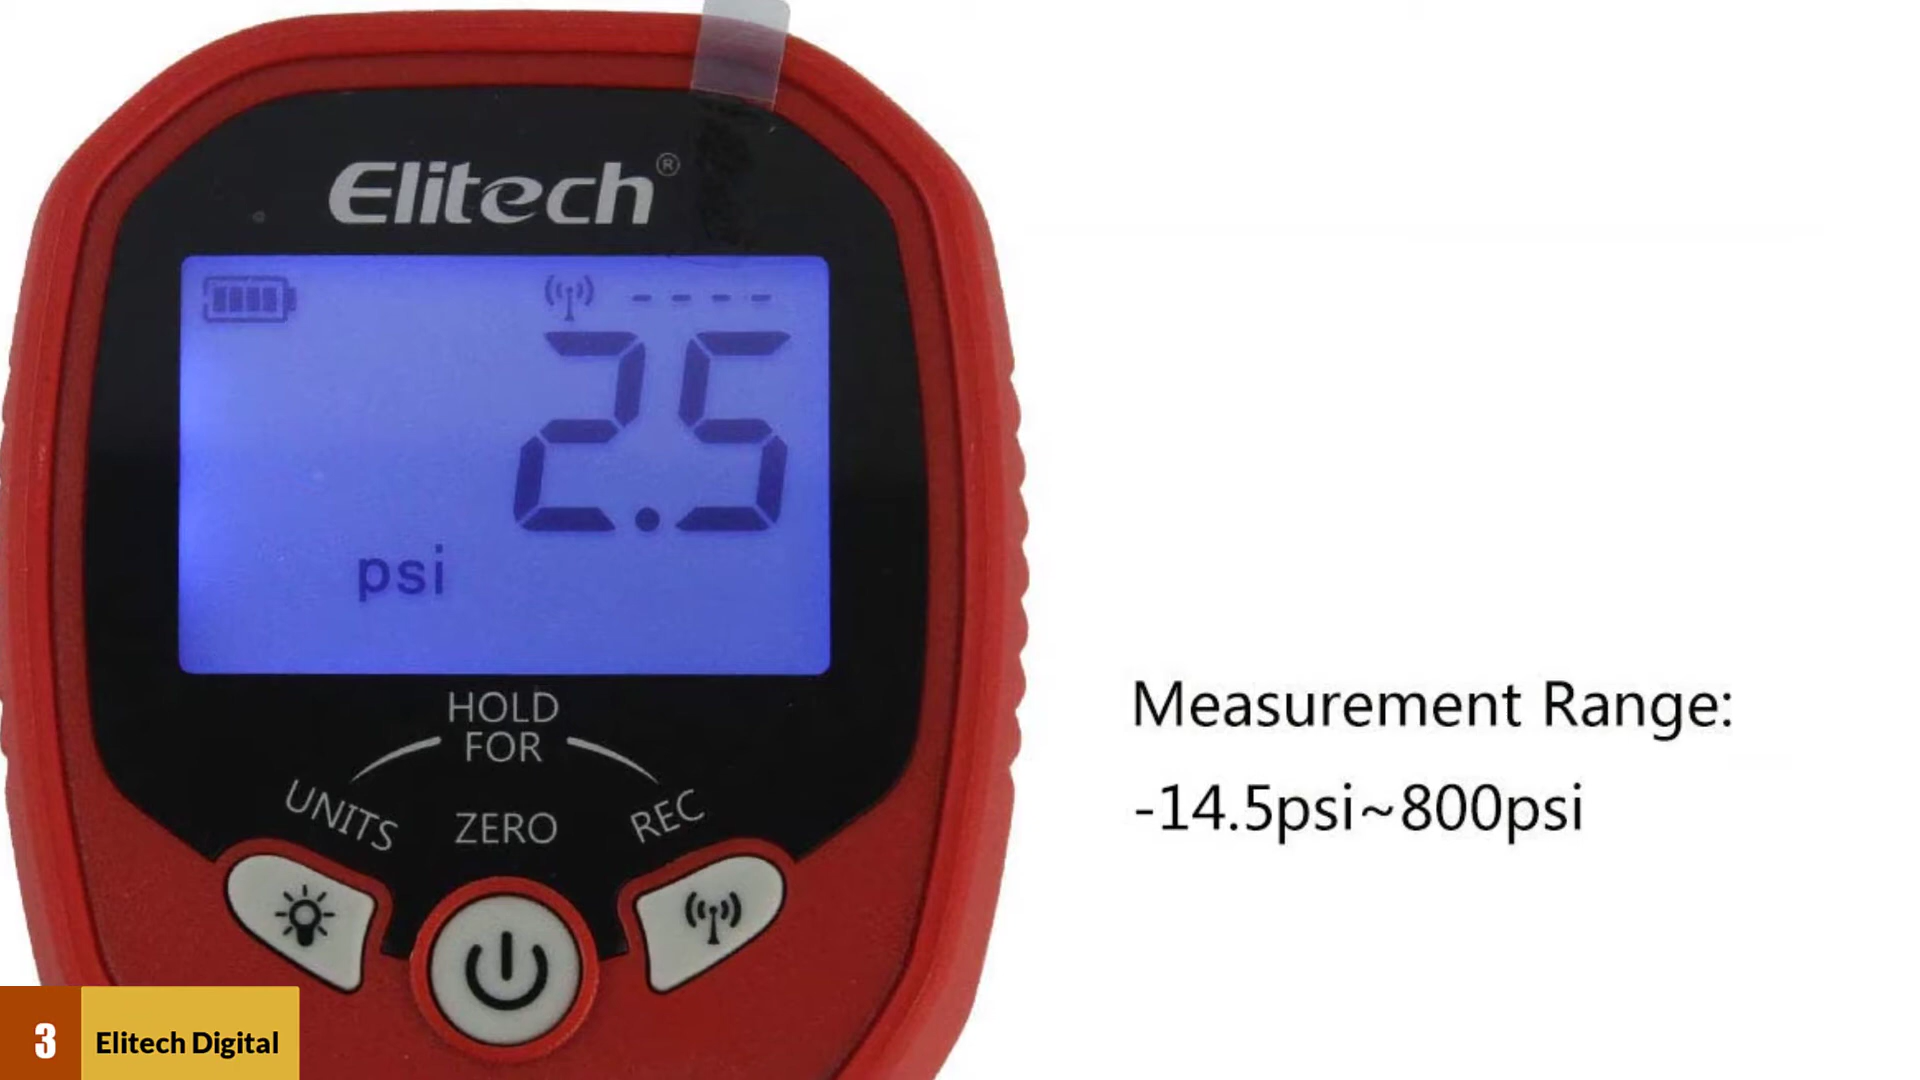 Elitech®
- - - -
2.5
psi
HOLD
FOR
UNITS
ZERO
REC
Measurement Range:
-14.5psi~800psi
3
Elitech Digital